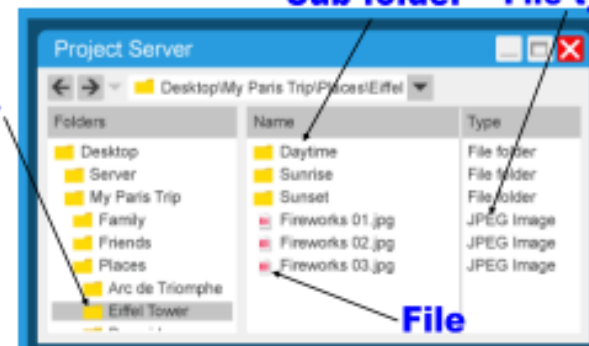 Sub folder File ty
Project Server
Desktop\My Paris Trip\Places\Eiffel
Folders Name Type
Desktop Daytime File folder
Server Sunrise File folder
My Paris Trip Sunset File folder
Family Fireworks 01.jpg JPEG Image
Friends Fireworks 02.jpg JPEG Image
Places Fireworks 03.jpg JPEG Image
Arc de Triomphe
Eiffel Tower
File